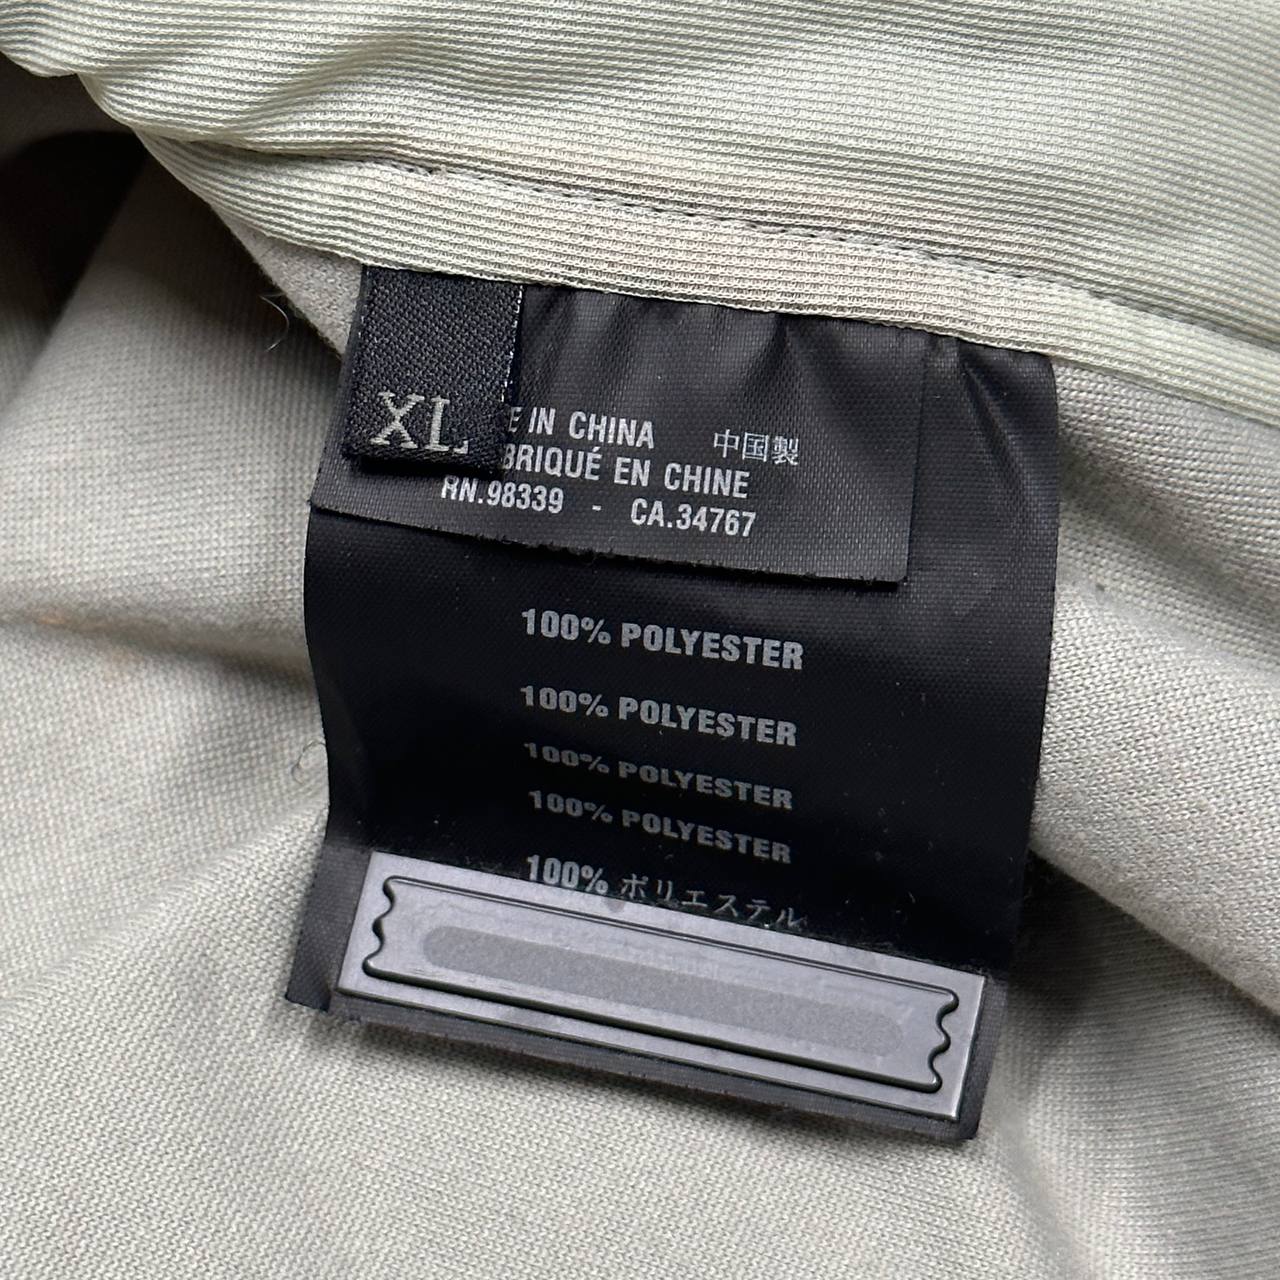 XL
E IN CHINA 中国製
BRIQUÉ EN CHINE
RN.98339 - CA.34767
100% POLYESTER
100% POLYESTER
100% POLYESTER
100% POLYESTER
100% ポリエステル